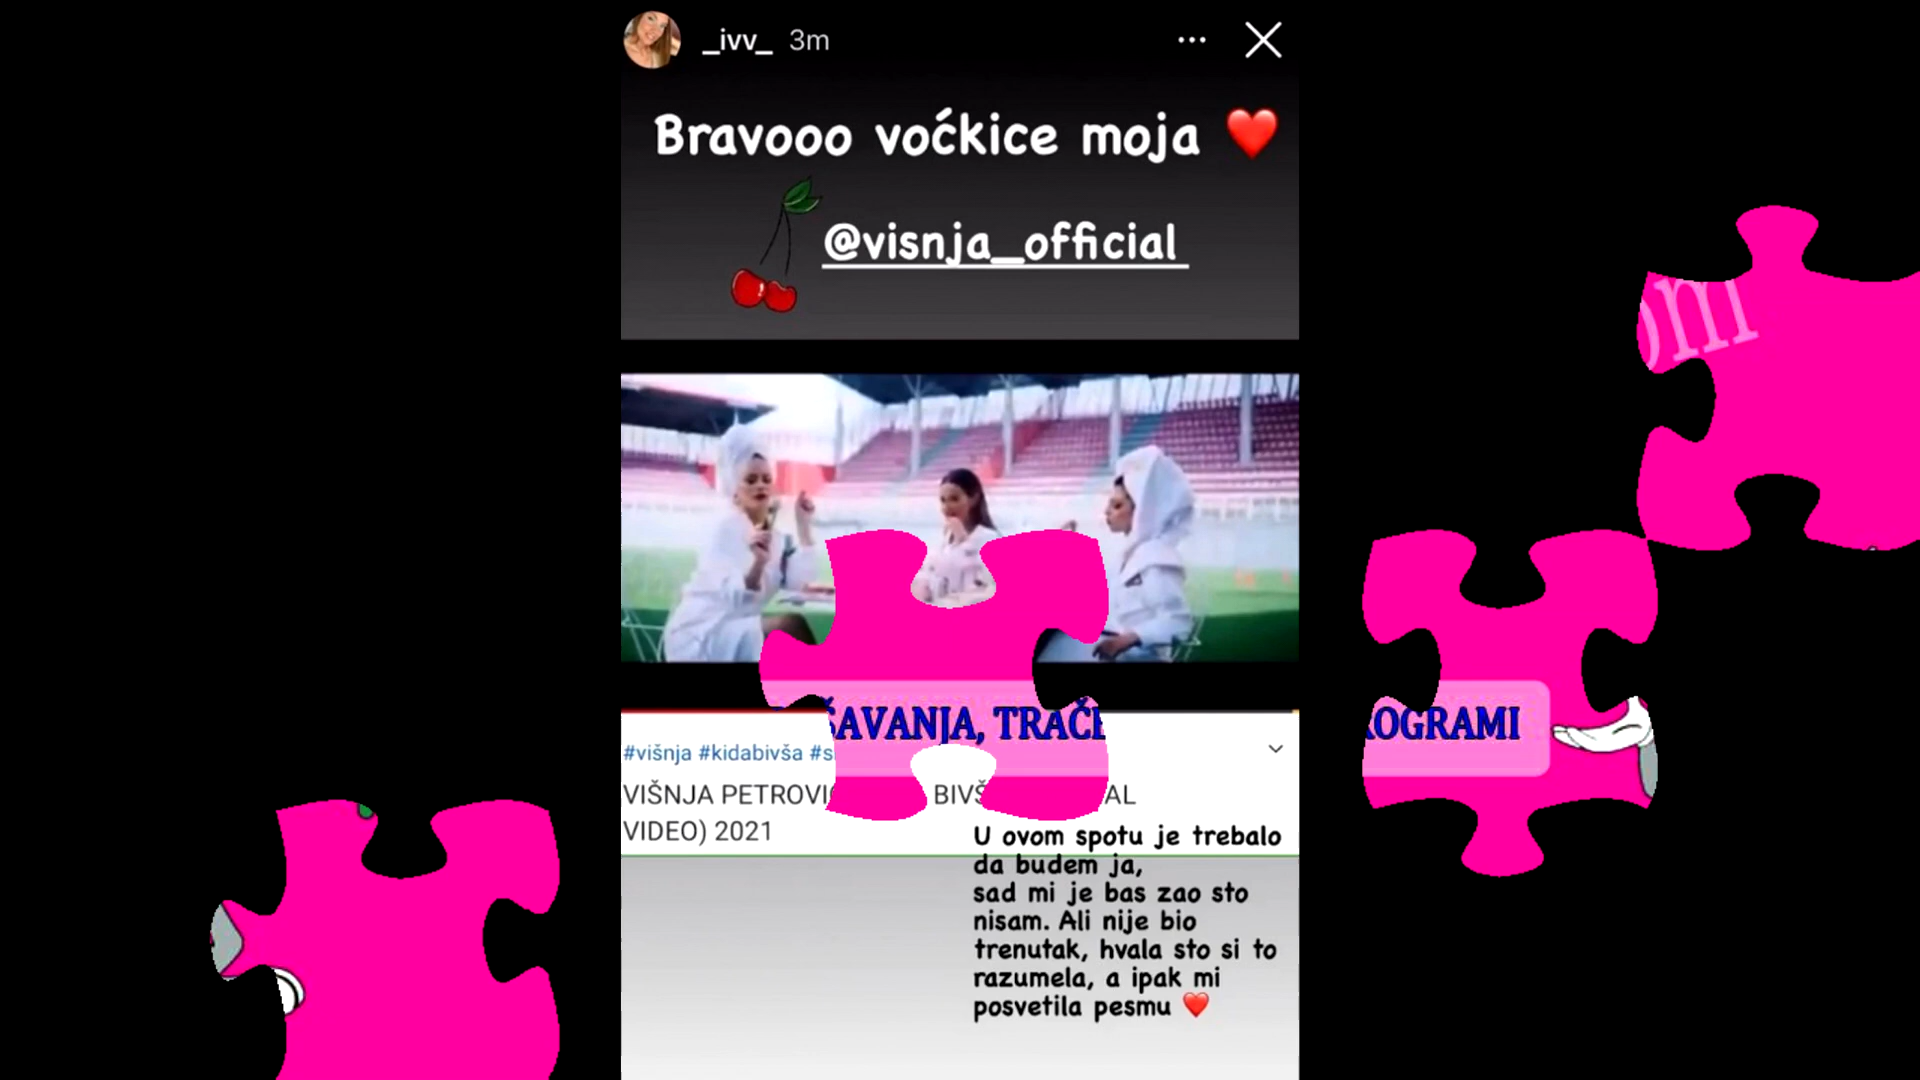 _ivv_ 3m
Bravooo voćkice moja ❤️
@visnja_official
om
ŠAVANJA, TRAČE
OGRAMI
#višnja #kidabivša #s
VIŠNJA PETROVI BIVŠ AL
VIDEO) 2021
U ovom spotu je trebalo
da budem ja,
sad mi je bas zao sto
nisam. Ali nije bio
trenutak, hvala sto si to
razumela, a ipak mi
posvetila pesmu ❤️